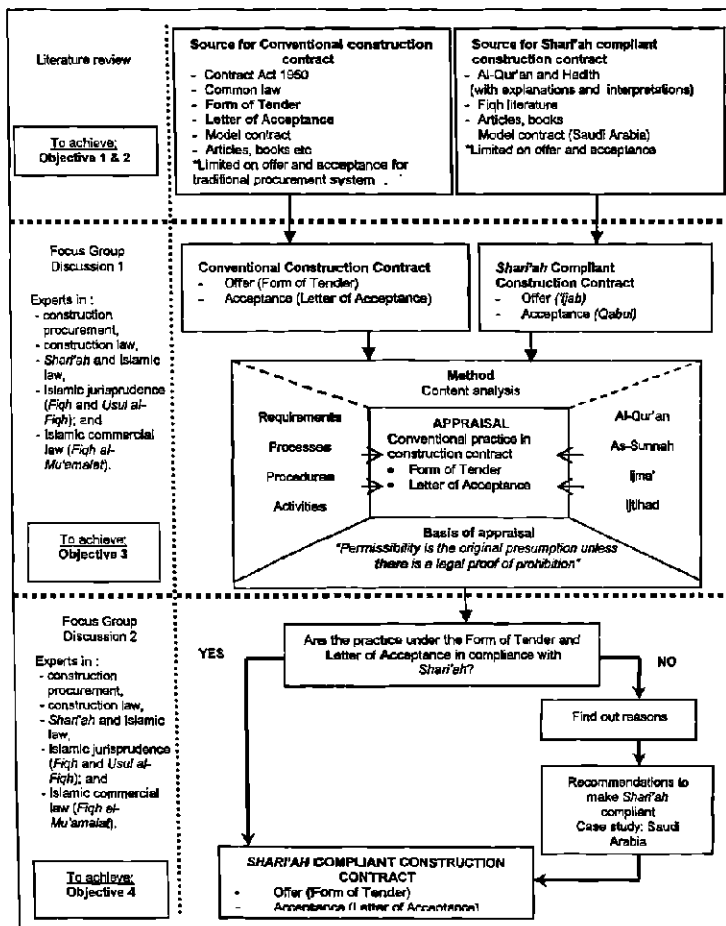 Literature review
To achieve:
Objective 1 & 2
Source for Conventional construction
contract
- Contract Act 1950
- Common law
- Form of Tender
- Letter of Acceptance
- Model contract
- Articles, books etc
*Limited on offer and acceptance for
traditional procurement system .
Source for Shari'ah compliant
construction contract
- Al-Qur'an and Hadith
(with explanations and interpretations)
- Fiqh literature
- Articles, books
Model contract (Saudi Arabia)
*Limited on offer and acceptance
Focus Group
Discussion 1
Experts in :
- construction
procurement,
- construction law,
- Shari'ah and Islamic
law,
- Islamic jurisprudence
(Fiqh and Usul al-
Fiqh); and
- Islamic commercial
law (Fiqh al-
Mu'amalat).
To achieve:
Objective 3
Conventional Construction Contract
- Offer (Form of Tender)
- Acceptance (Letter of Acceptance)
Shari'ah Compliant
Construction Contract
- Offer ('Ijab)
- Acceptance (Qabul)
Method
Content analysis
Requirements
Processes
Procedures
Activities
APPRAISAL
Conventional practice in
construction contract
• Form of Tender
• Letter of Acceptance
Al-Qur'an
As-Sunnah
Ijma'
Ijtihad
Basis of appraisal
"Permissibility is the original presumption unless
there is a legal proof of prohibition"
Focus Group
Discussion 2
Experts in :
- construction
procurement,
- construction law,
- Shari'ah and Islamic
law,
- Islamic jurisprudence
(Fiqh and Usul al-
Fiqh); and
- Islamic commercial
law (Fiqh al-
Mu'amalat).
To achieve:
Objective 4
YES
Are the practice under the Form of Tender and
Letter of Acceptance in compliance with
Shari'ah?
NO
Find out reasons
Recommendations to
make Shari'ah
compliant
Case study: Saudi
Arabia
SHARI'AH COMPLIANT CONSTRUCTION
CONTRACT
• Offer (Form of Tender)
- Acceptance (Letter of Acceptance)